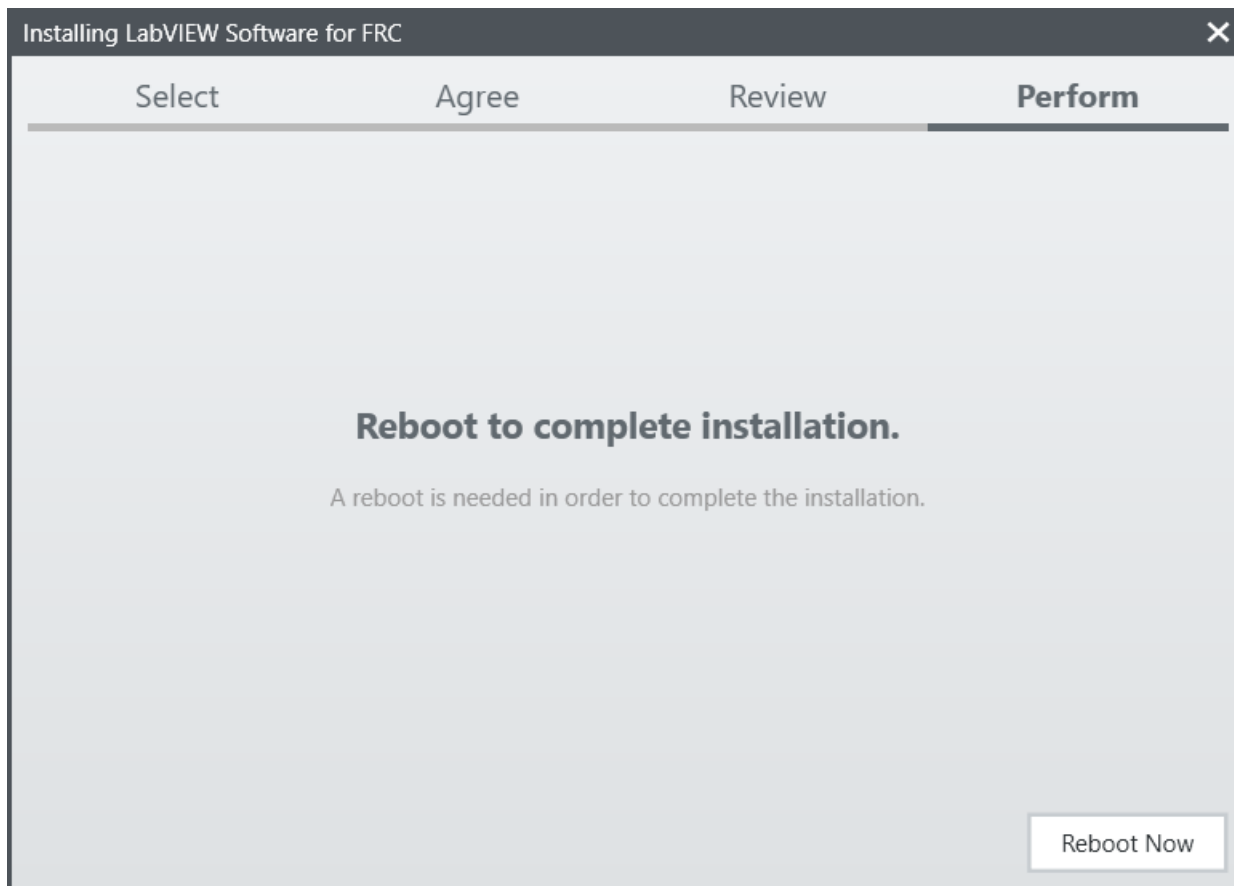 Installing LabVIEW Software for FRC
Select Agree Review Perform
Reboot to complete installation.
A reboot is needed in order to complete the installation.
Reboot Now